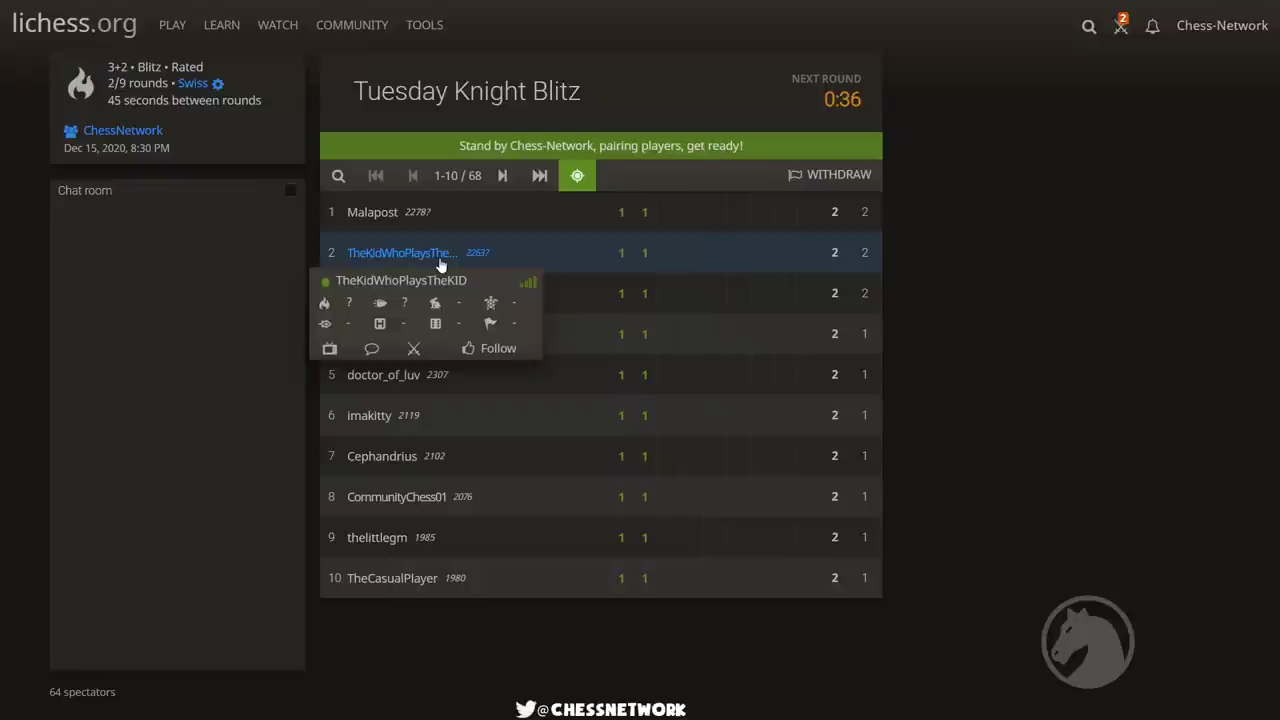 lichess.org PLAY LEARN WATCH COMMUNITY TOOLS 2 Chess-Network
3+2 • Blitz • Rated
2/9 rounds • Swiss
45 seconds between rounds
ChessNetwork
Dec 15, 2020, 8:30 PM
Chat room
64 spectators
Tuesday Knight Blitz
NEXT ROUND
0:36
Stand by Chess-Network, pairing players, get ready!
1-10 / 68 WITHDRAW
1 Malapost 2278? 1 1 2 2
2 TheKidWhoPlaysThe... 2263? 1 1 2 2
TheKidWhoPlaysTheKID
? ? - -
- - - -
Follow
1 1 2 2
1 1 2 1
5 doctor_of_luv 2307 1 1 2 1
6 imakitty 2119 1 1 2 1
7 Cephandrius 2102 1 1 2 1
8 CommunityChess01 2076 1 1 2 1
9 thelittlegm 1985 1 1 2 1
10 TheCasualPlayer 1980 1 1 2 1
@CHESSNETWORK